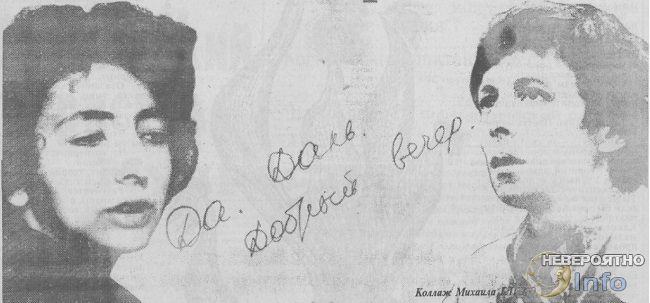 Да. Даль.
Добрый вечер.
Коллаж Михаила
НЕВЕРОЯТНО
Info